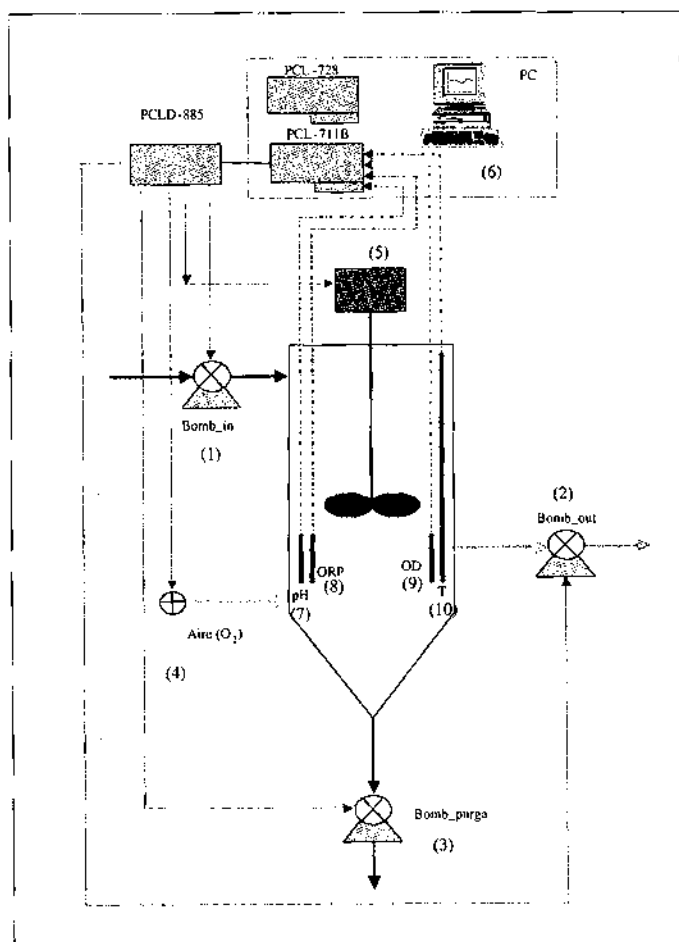 PCL-728
PC
PCLD-885
PCL-711B
(6)
(5)
Bomb_in
(1)
(2)
Bomb_out
ORP
(8)
OD
(9)
pH
(7)
T
(10)
Aire (O₂)
(4)
Bomb_purga
(3)